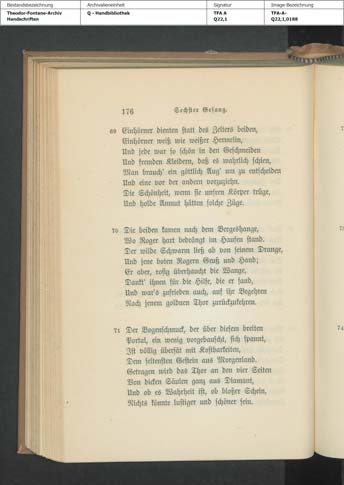 Bestandsbezeichnung Archivalieneinheit Signatur Image-Bezeichnung
Theodor-Fontane-Archiv Q - Handbibliothek TFA A TFA-A-
Handschriften Q22,1 Q22,1,0188
176 Sechster Gesang.
69 Einhörner dienten statt des Zelters beiden,
Einhörner weiß wie weißer Hermelin,
Und jede war so schön in den Geschmeiden
Und fremden Kleidern, daß es wahrlich schien,
Man brauch' ein göttlich Aug' um zu entscheiden
Und eine vor der andern vorzuziehn.
Die Schönheit, wenn sie unsern Körper trüge,
Und holde Anmut hätten solche Züge.
70 Die beiden kamen nach dem Bergeshange,
Wo Roger hart bedrängt im Haufen stand.
Der wilde Schwarm ließ ab von seinem Drange,
Und jene boten Rogern Gruß und Hand;
Er aber, rosig überhaucht die Wange,
Dankt' ihnen für die Hilfe, die er fand,
Und war's zufrieden auch, auf ihr Begehren
Nach jenem goldnen Thor zurückzukehren.
71 Der Bogenschmuck, der über diesem breiten
Portal, ein wenig vorgebauscht, sich spannt,
Ist völlig übersät mit Kostbarkeiten,
Dem seltensten Gestein aus Morgenland.
Getragen wird das Thor an den vier Seiten
Von dicken Säulen ganz aus Diamant,
Und ob es Wahrheit ist, ob bloßer Schein,
Nichts könnte lustiger und schöner sein.
74